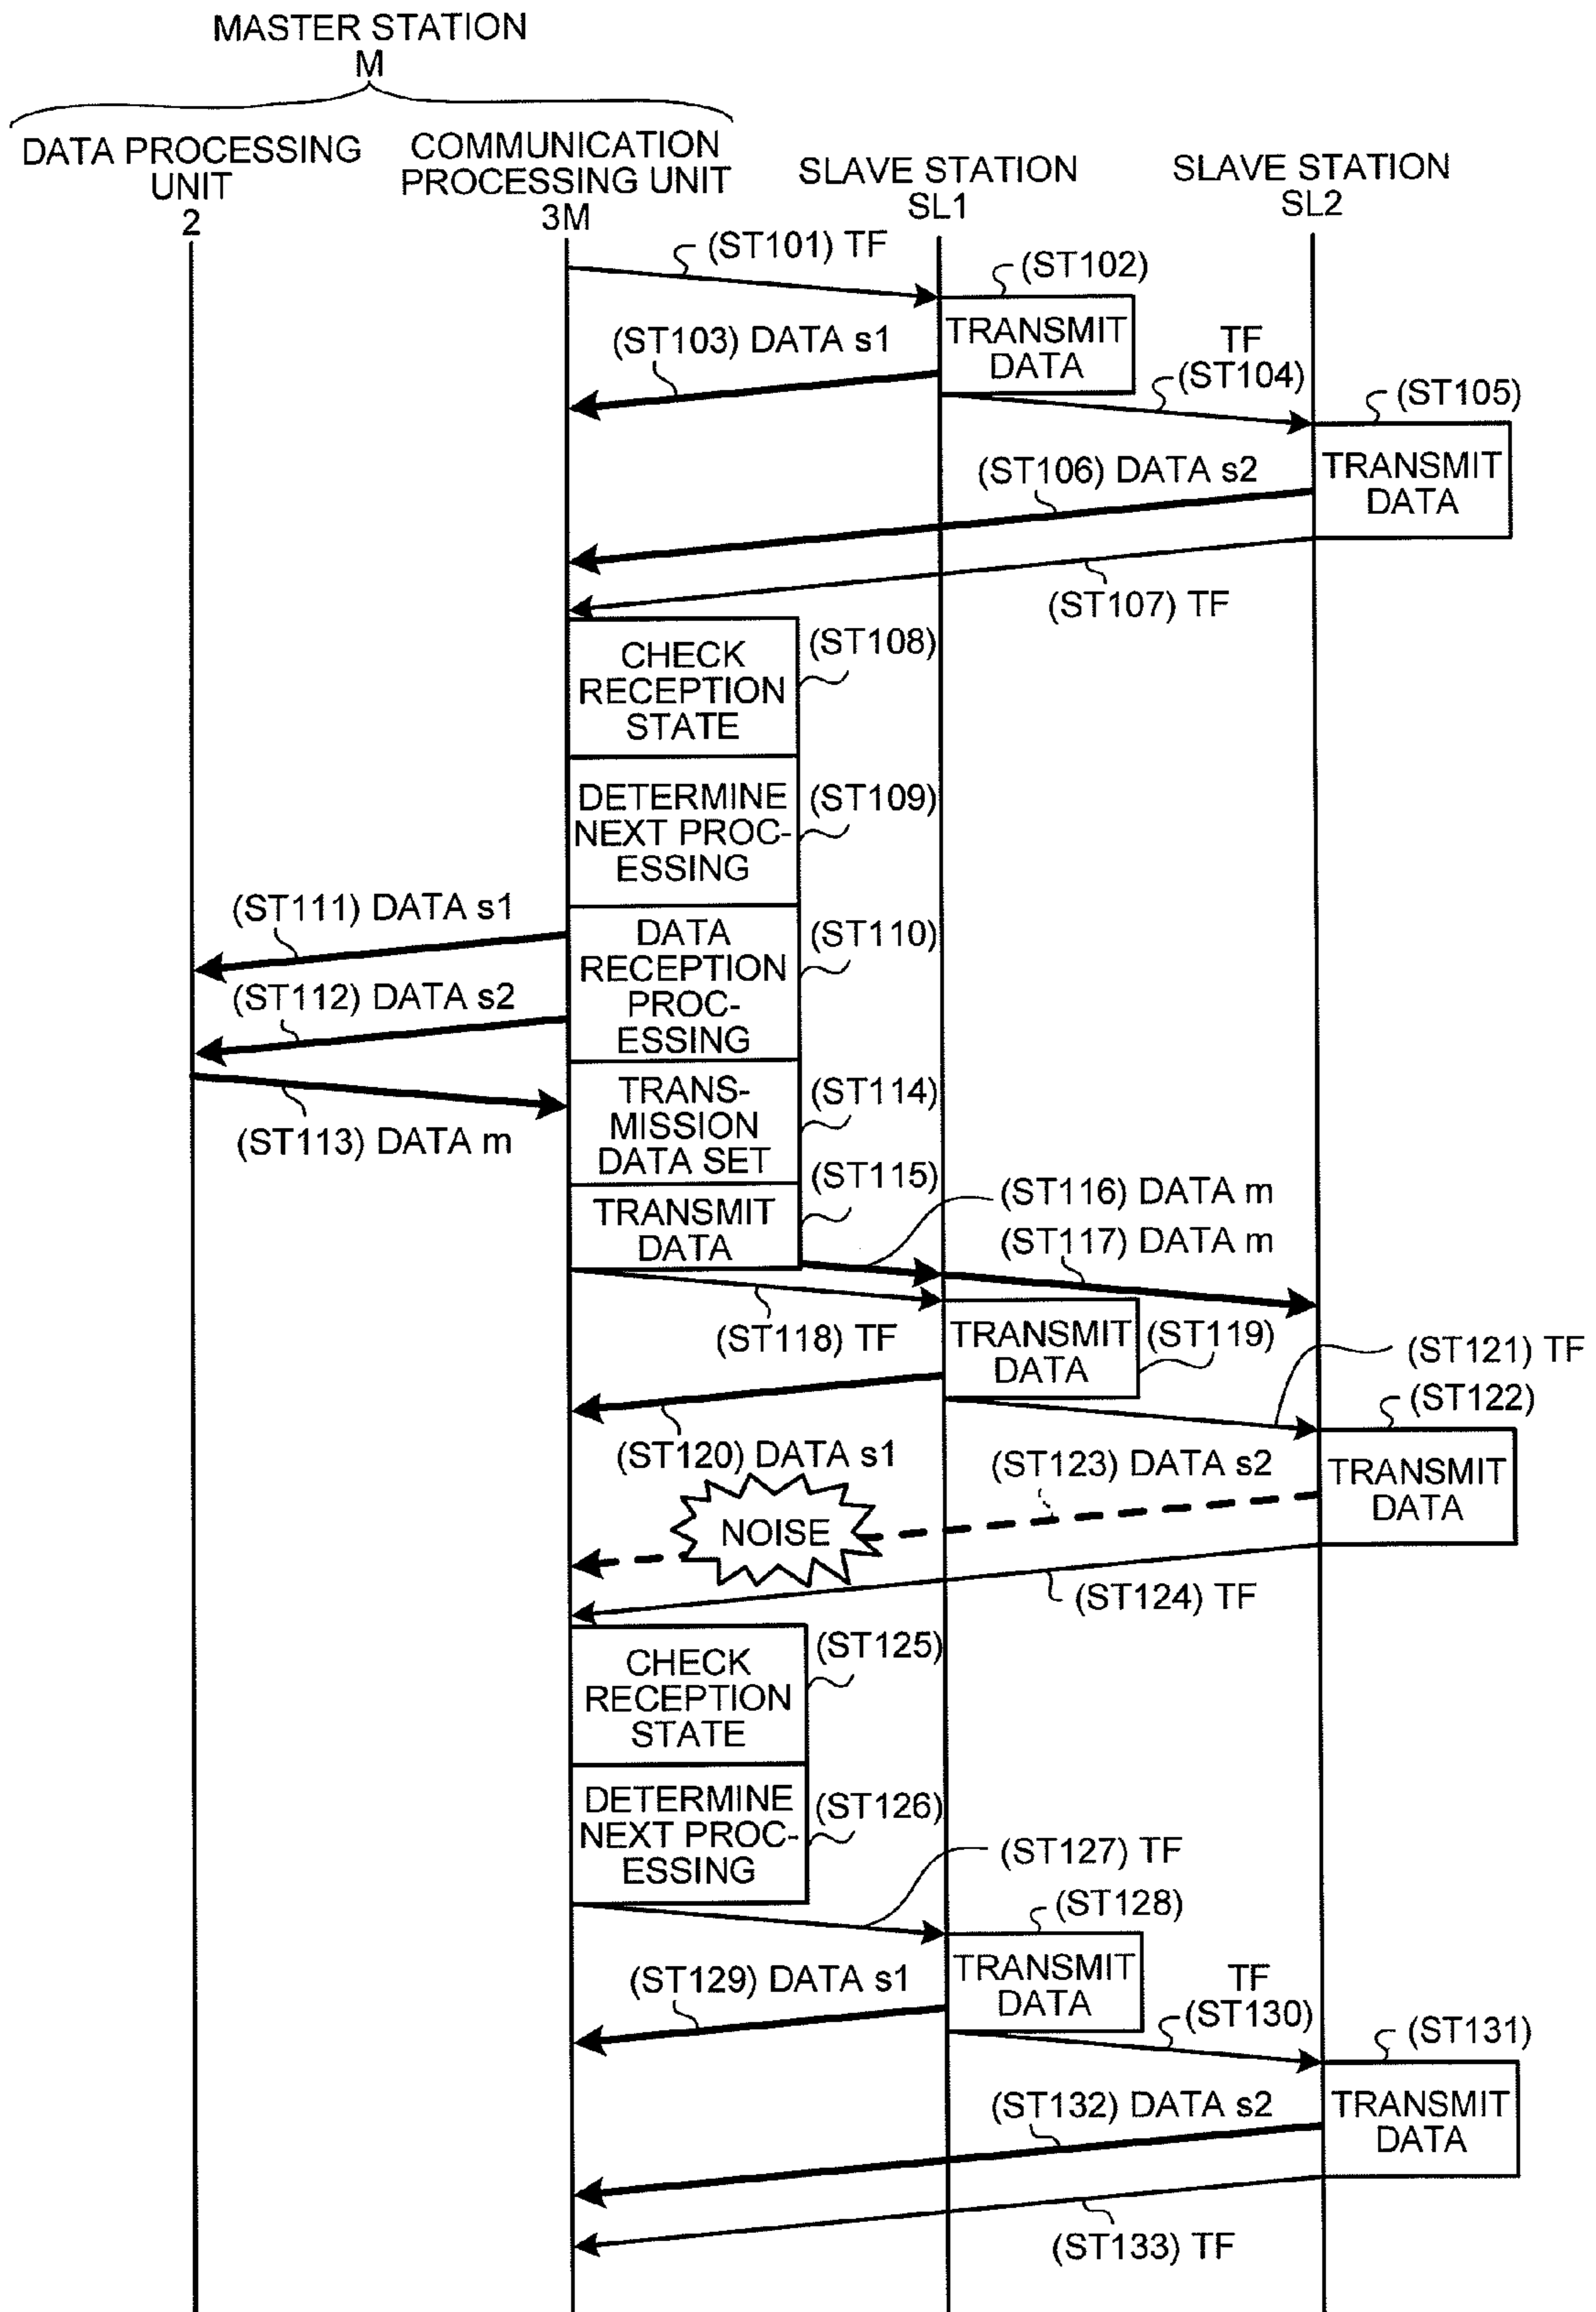 MASTER STATION
M
DATA PROCESSING
UNIT
2
COMMUNICATION
PROCESSING UNIT
3M
SLAVE STATION
SL1
SLAVE STATION
SL2
(ST101) TF
(ST102)
TRANSMIT
DATA
(ST103) DATA s1
TF
(ST104)
(ST105)
TRANSMIT
DATA
(ST106) DATA s2
(ST107) TF
CHECK
RECEPTION
STATE
(ST108)
DETERMINE
NEXT PROC-
ESSING
(ST109)
(ST111) DATA s1
DATA
RECEPTION
PROC-
ESSING
(ST110)
(ST112) DATA s2
(ST113) DATA m
TRANS-
MISSION
DATA SET
(ST114)
TRANSMIT
DATA
(ST115)
(ST116) DATA m
(ST117) DATA m
(ST118) TF
TRANSMIT
DATA
(ST119)
(ST120) DATA s1
(ST121) TF
(ST122)
TRANSMIT
DATA
(ST123) DATA s2
NOISE
(ST124) TF
CHECK
RECEPTION
STATE
(ST125)
DETERMINE
NEXT PROC-
ESSING
(ST126)
(ST127) TF
(ST128)
TRANSMIT
DATA
(ST129) DATA s1
TF
(ST130)
(ST131)
TRANSMIT
DATA
(ST132) DATA s2
(ST133) TF